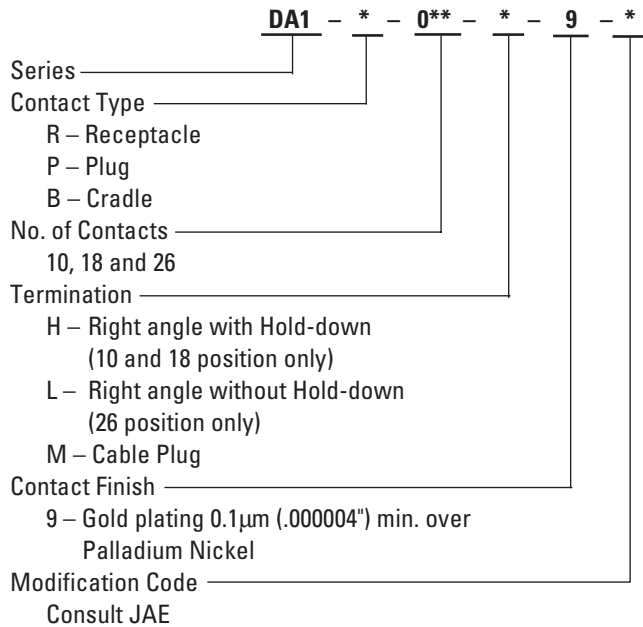 DA1 – * – 0** – * – 9 – *
Series
Contact Type
R – Receptacle
P – Plug
B – Cradle
No. of Contacts
10, 18 and 26
Termination
H – Right angle with Hold-down
(10 and 18 position only)
L – Right angle without Hold-down
(26 position only)
M – Cable Plug
Contact Finish
9 – Gold plating 0.1µm (.000004") min. over
Palladium Nickel
Modification Code
Consult JAE